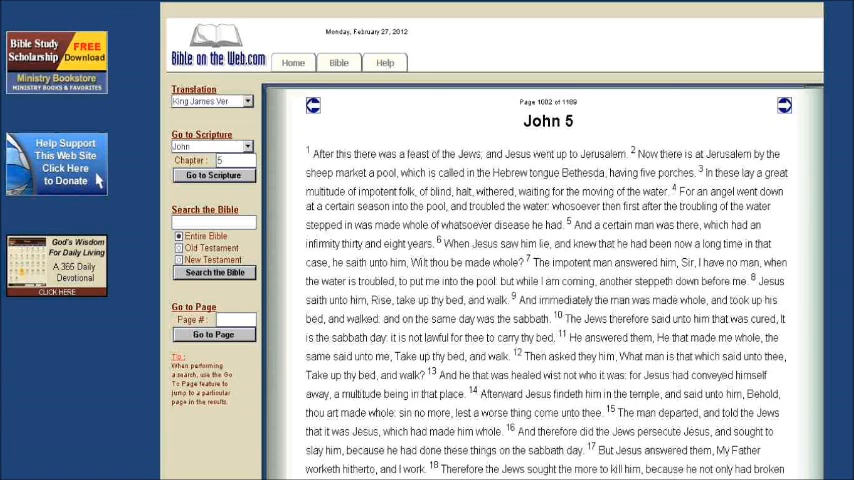 Bible Study
Scholarship
FREE
Download
Ministry Bookstore
MINISTRY BOOKS & FAVORITES
Help Support
This Web Site
Click Here
to Donate
God's Wisdom
For Daily Living
A 365 Daily
Devotional
CLICK HERE
Bible on the Web.com
Monday, February 27, 2012
Home
Bible
Help
Translation
King James Ver
Go to Scripture
John
Chapter : 5
Go to Scripture
Search the Bible
Entire Bible
Old Testament
New Testament
Search the Bible
Go to Page
Page # :
Go to Page
Tip :
When performing
a search, use the Go
To Page feature to
jump to a particular
page in the results.
Page 1002 of 1189
John 5
1 After this there was a feast of the Jews; and Jesus went up to Jerusalem. 2 Now there is at Jerusalem by the
sheep market a pool, which is called in the Hebrew tongue Bethesda, having five porches. 3 In these lay a great
multitude of impotent folk, of blind, halt, withered, waiting for the moving of the water. 4 For an angel went down
at a certain season into the pool, and troubled the water: whosoever then first after the troubling of the water
stepped in was made whole of whatsoever disease he had. 5 And a certain man was there, which had an
infirmity thirty and eight years. 6 When Jesus saw him lie, and knew that he had been now a long time in that
case, he saith unto him, Wilt thou be made whole? 7 The impotent man answered him, Sir, I have no man, when
the water is troubled, to put me into the pool: but while I am coming, another steppeth down before me. 8 Jesus
saith unto him, Rise, take up thy bed, and walk. 9 And immediately the man was made whole, and took up his
bed, and walked: and on the same day was the sabbath. 10 The Jews therefore said unto him that was cured, It
is the sabbath day: it is not lawful for thee to carry thy bed. 11 He answered them, He that made me whole, the
same said unto me, Take up thy bed, and walk. 12 Then asked they him, What man is that which said unto thee,
Take up thy bed, and walk? 13 And he that was healed wist not who it was: for Jesus had conveyed himself
away, a multitude being in that place. 14 Afterward Jesus findeth him in the temple, and said unto him, Behold,
thou art made whole: sin no more, lest a worse thing come unto thee. 15 The man departed, and told the Jews
that it was Jesus, which had made him whole. 16 And therefore did the Jews persecute Jesus, and sought to
slay him, because he had done these things on the sabbath day. 17 But Jesus answered them, My Father
worketh hitherto, and I work. 18 Therefore the Jews sought the more to kill him, because he not only had broken